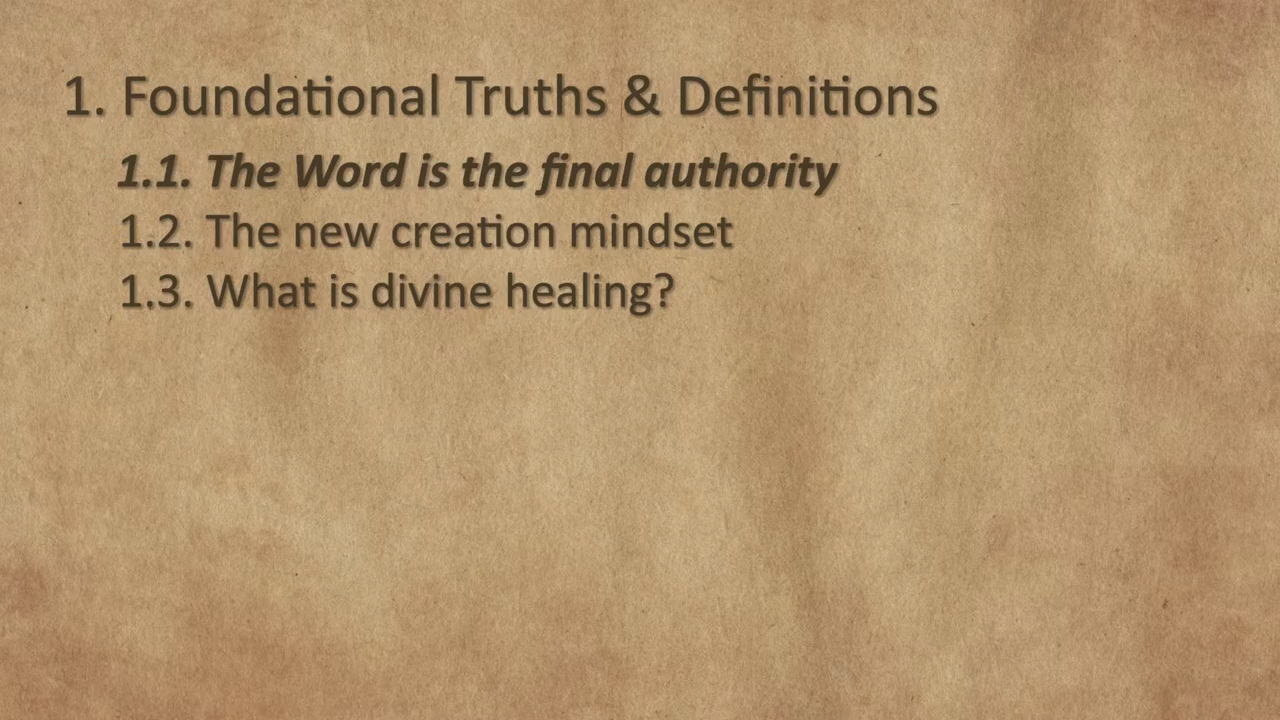 1. Foundational Truths & Definitions
1.1. The Word is the final authority
1.2. The new creation mindset
1.3. What is divine healing?